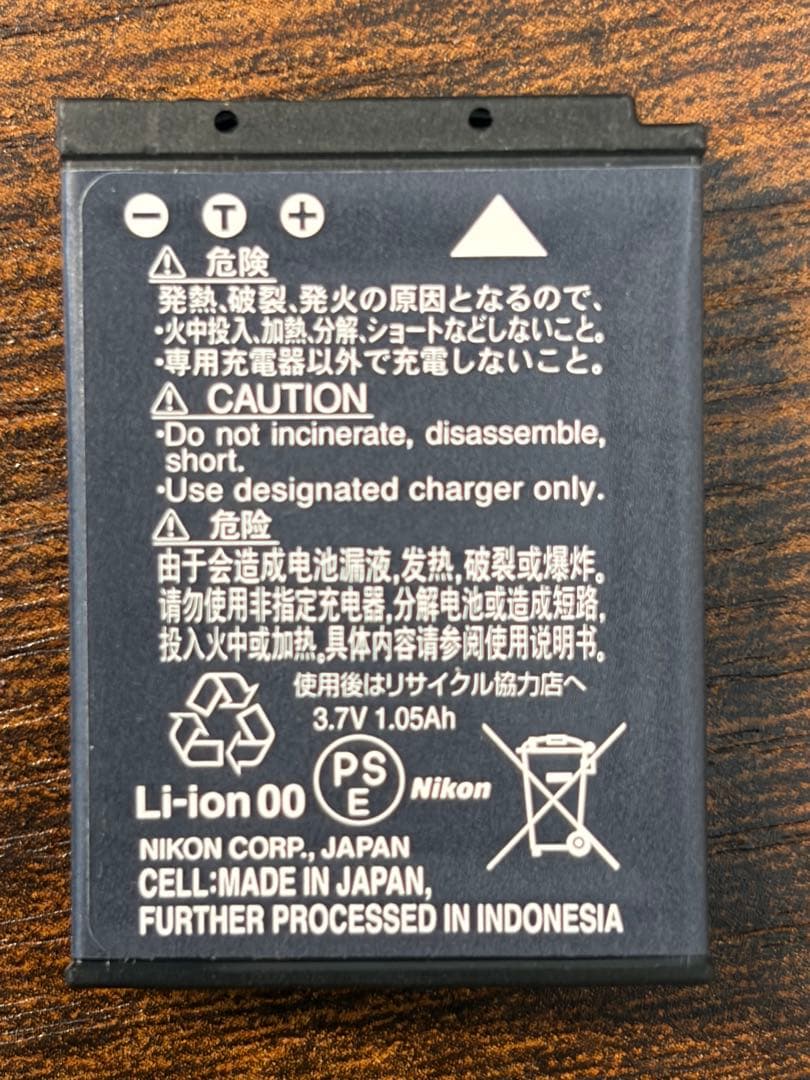 − T +
⚠ 危険
発熱、破裂、発火の原因となるので、
・火中投入、加熱、分解、ショートなどしないこと。
・専用充電器以外で充電しないこと。
⚠ CAUTION
・Do not incinerate, disassemble,
short.
・Use designated charger only.
⚠ 危险
由于会造成电池漏液,发热,破裂或爆炸。
请勿使用非指定充电器,分解电池或造成短路,
投入火中或加热。具体内容请参阅使用说明书。
使用後はリサイクル協力店へ
3.7V 1.05Ah
Li-ion 00
PS
E
Nikon
NIKON CORP., JAPAN
CELL:MADE IN JAPAN,
FURTHER PROCESSED IN INDONESIA